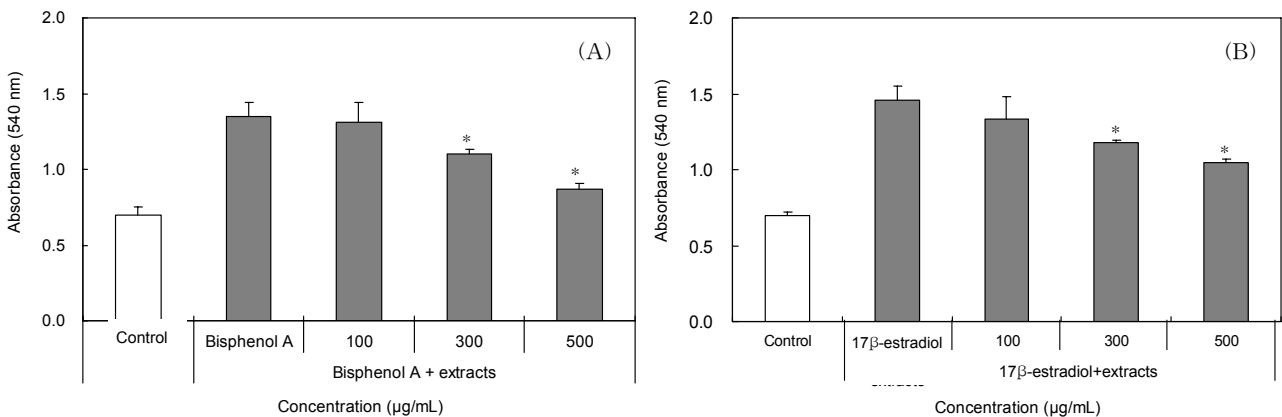 2.0
(A)
1.5
*
1.0
*
0.5
0.0
Absorbance (540 nm)
Control
Bisphenol A
100
300
500
Bisphenol A + extracts
Concentration (μg/mL)
2.0
(B)
1.5
*
*
1.0
0.5
0.0
Absorbance (540 nm)
Control
17β-estradiol
100
300
500
17β-estradiol+extracts
Concentration (μg/mL)